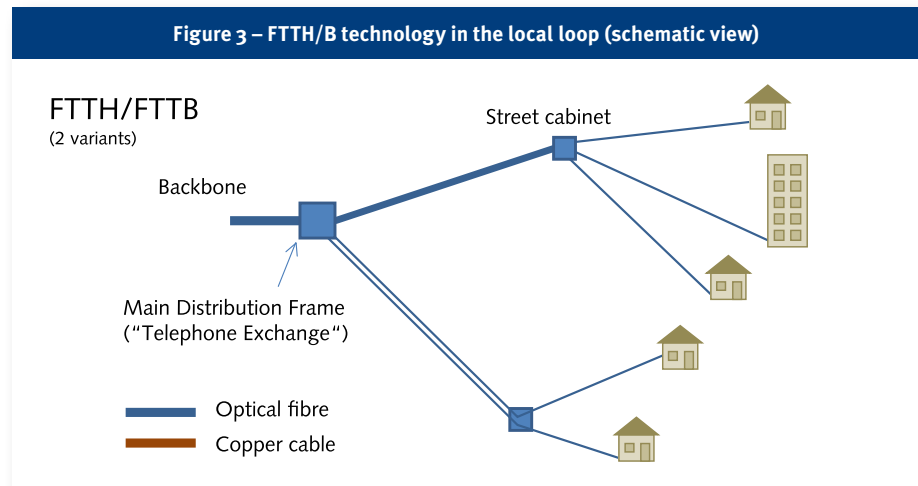 Figure 3 – FTTH/B technology in the local loop (schematic view)
FTTH/FTTB
(2 variants)
Street cabinet
Backbone
Main Distribution Frame
(“Telephone Exchange“)
Optical fibre
Copper cable